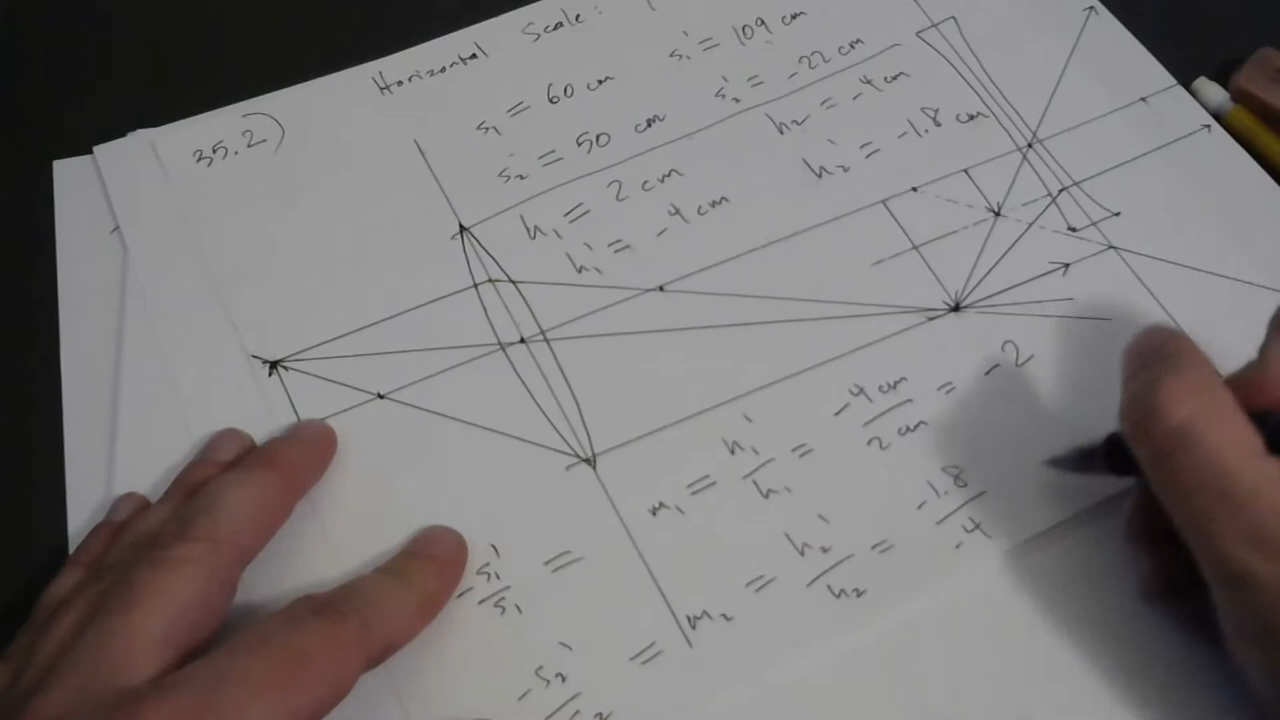 Horizontal Scale:
35.2)
s₁ = 60 cm s₁' = 109 cm
s₂ = 50 cm s₂' = -22 cm
h₁ = 2 cm h₂ = -4 cm
h₁' = -4 cm h₂' = -1.8 cm
-s₁'/s₁ = m₁ = h₁'/h₁ = -4 cm/2 cm = -2
-s₂'/s₂ = m₂ = h₂'/h₂ = -1.8/-4